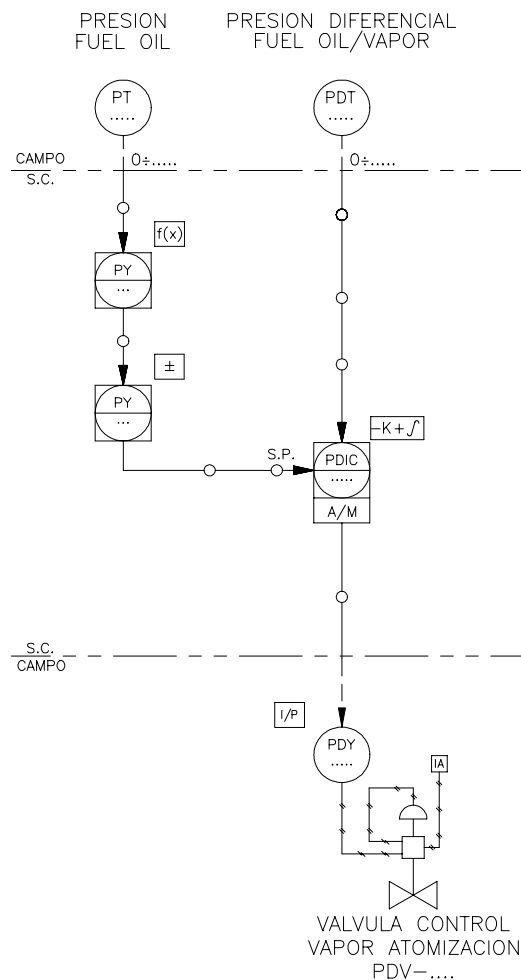 PRESION
FUEL OIL
PRESION DIFERENCIAL
FUEL OIL/VAPOR
PT
.....
PDT
.....
CAMPO
S.C.
0÷.....
0÷.....
f(x)
PY
...
±
PY
...
-K+∫
S.P.
PDIC
.....
A/M
S.C.
CAMPO
I/P
PDY
.....
IA
VALVULA CONTROL
VAPOR ATOMIZACION
PDV-....